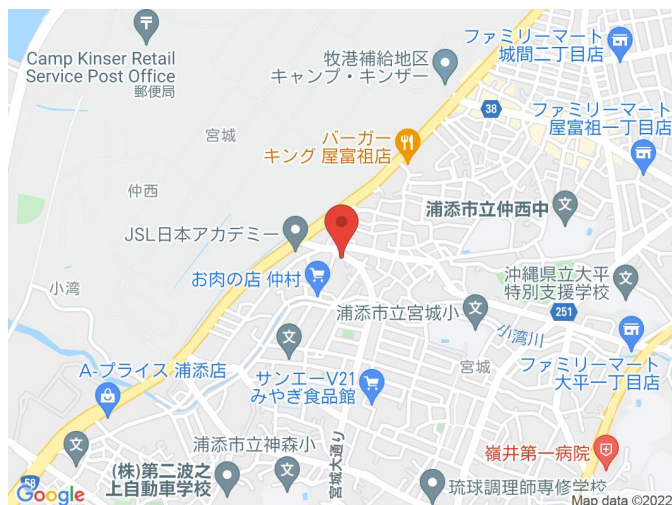 ファミリーマート
城間二丁目店
Camp Kinser Retail
Service Post Office
郵便局
牧港補給地区
キャンプ・キンザー
38
ファミリーマート
屋富祖一丁目店
宮城
バーガー
キング 屋富祖店
仲西
浦添市立仲西中
JSL日本アカデミー
お肉の店 仲村
沖縄県立大平
特別支援学校
小湾
浦添市立宮城小
251
小湾川
宮城
ファミリーマート
大平一丁目店
A-プライス 浦添店
サンエーV21
みやぎ食品館
浦添市立神森小
宮城大通り
嶺井第一病院
(株)第二波之
上自動車学校
58
琉球調理師専修学校
Google
Map data ©2022